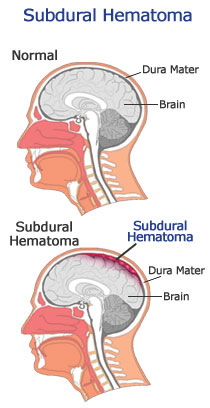 Subdural Hematoma
Normal
Dura Mater
Brain
Subdural
Hematoma
Subdural
Hematoma
Dura Mater
Brain